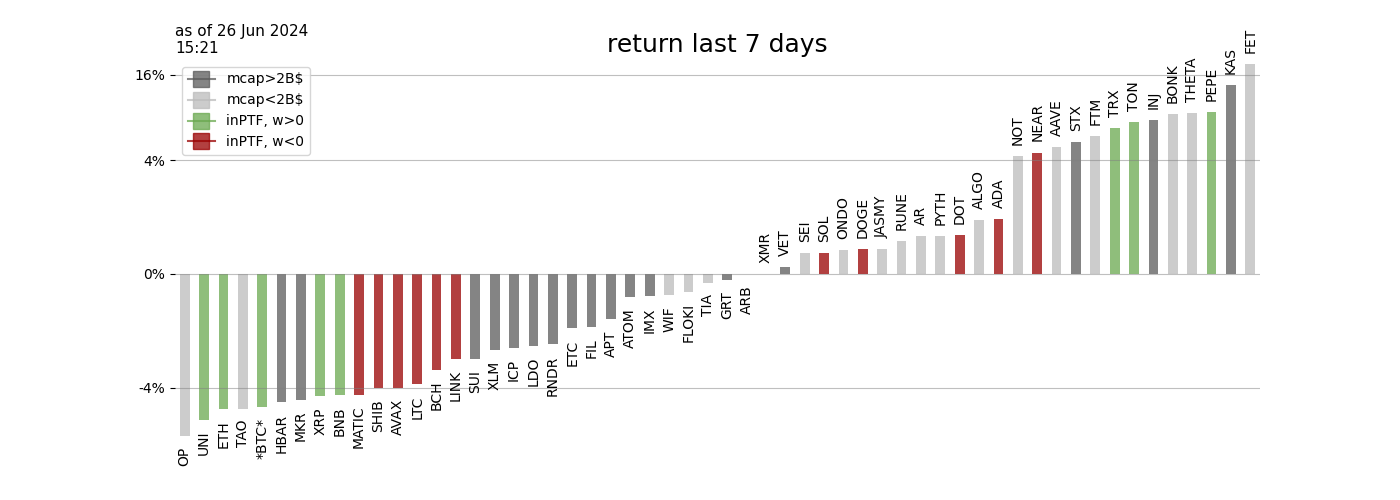 as of 26 Jun 2024
15:21
return last 7 days
mcap>2B$
mcap<2B$
inPTF, w>0
inPTF, w<0
16%
4%
0%
-4%
OP
UNI
ETH
TAO
*BTC*
HBAR
MKR
XRP
BNB
MATIC
SHIB
AVAX
LTC
BCH
LINK
SUI
XLM
ICP
LDO
RNDR
ETC
FIL
APT
ATOM
IMX
WIF
FLOKI
TIA
GRT
ARB
XMR
VET
SEI
SOL
ONDO
DOGE
JASMY
RUNE
AR
PYTH
DOT
ALGO
ADA
NOT
NEAR
AAVE
STX
FTM
TRX
TON
INJ
BONK
THETA
PEPE
KAS
FET